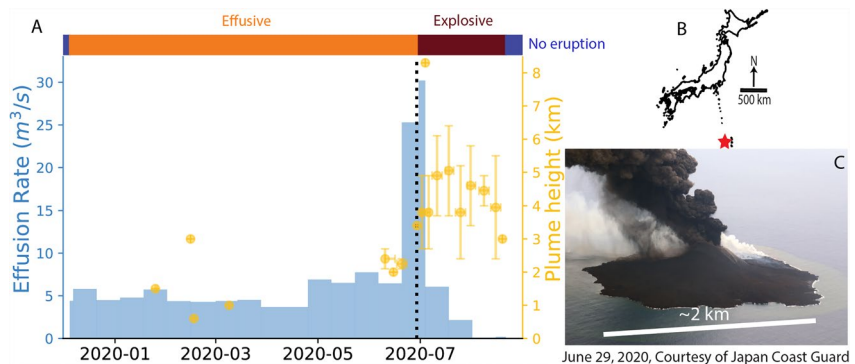 Effusive
Explosive
A
No eruption
B
N
500 km
Effusion Rate (m³/s)
30
25
20
15
10
5
0
Plume height (km)
8
7
6
5
4
3
2
1
0
2020-01
2020-03
2020-05
2020-07
C
~2 km
June 29, 2020, Courtesy of Japan Coast Guard